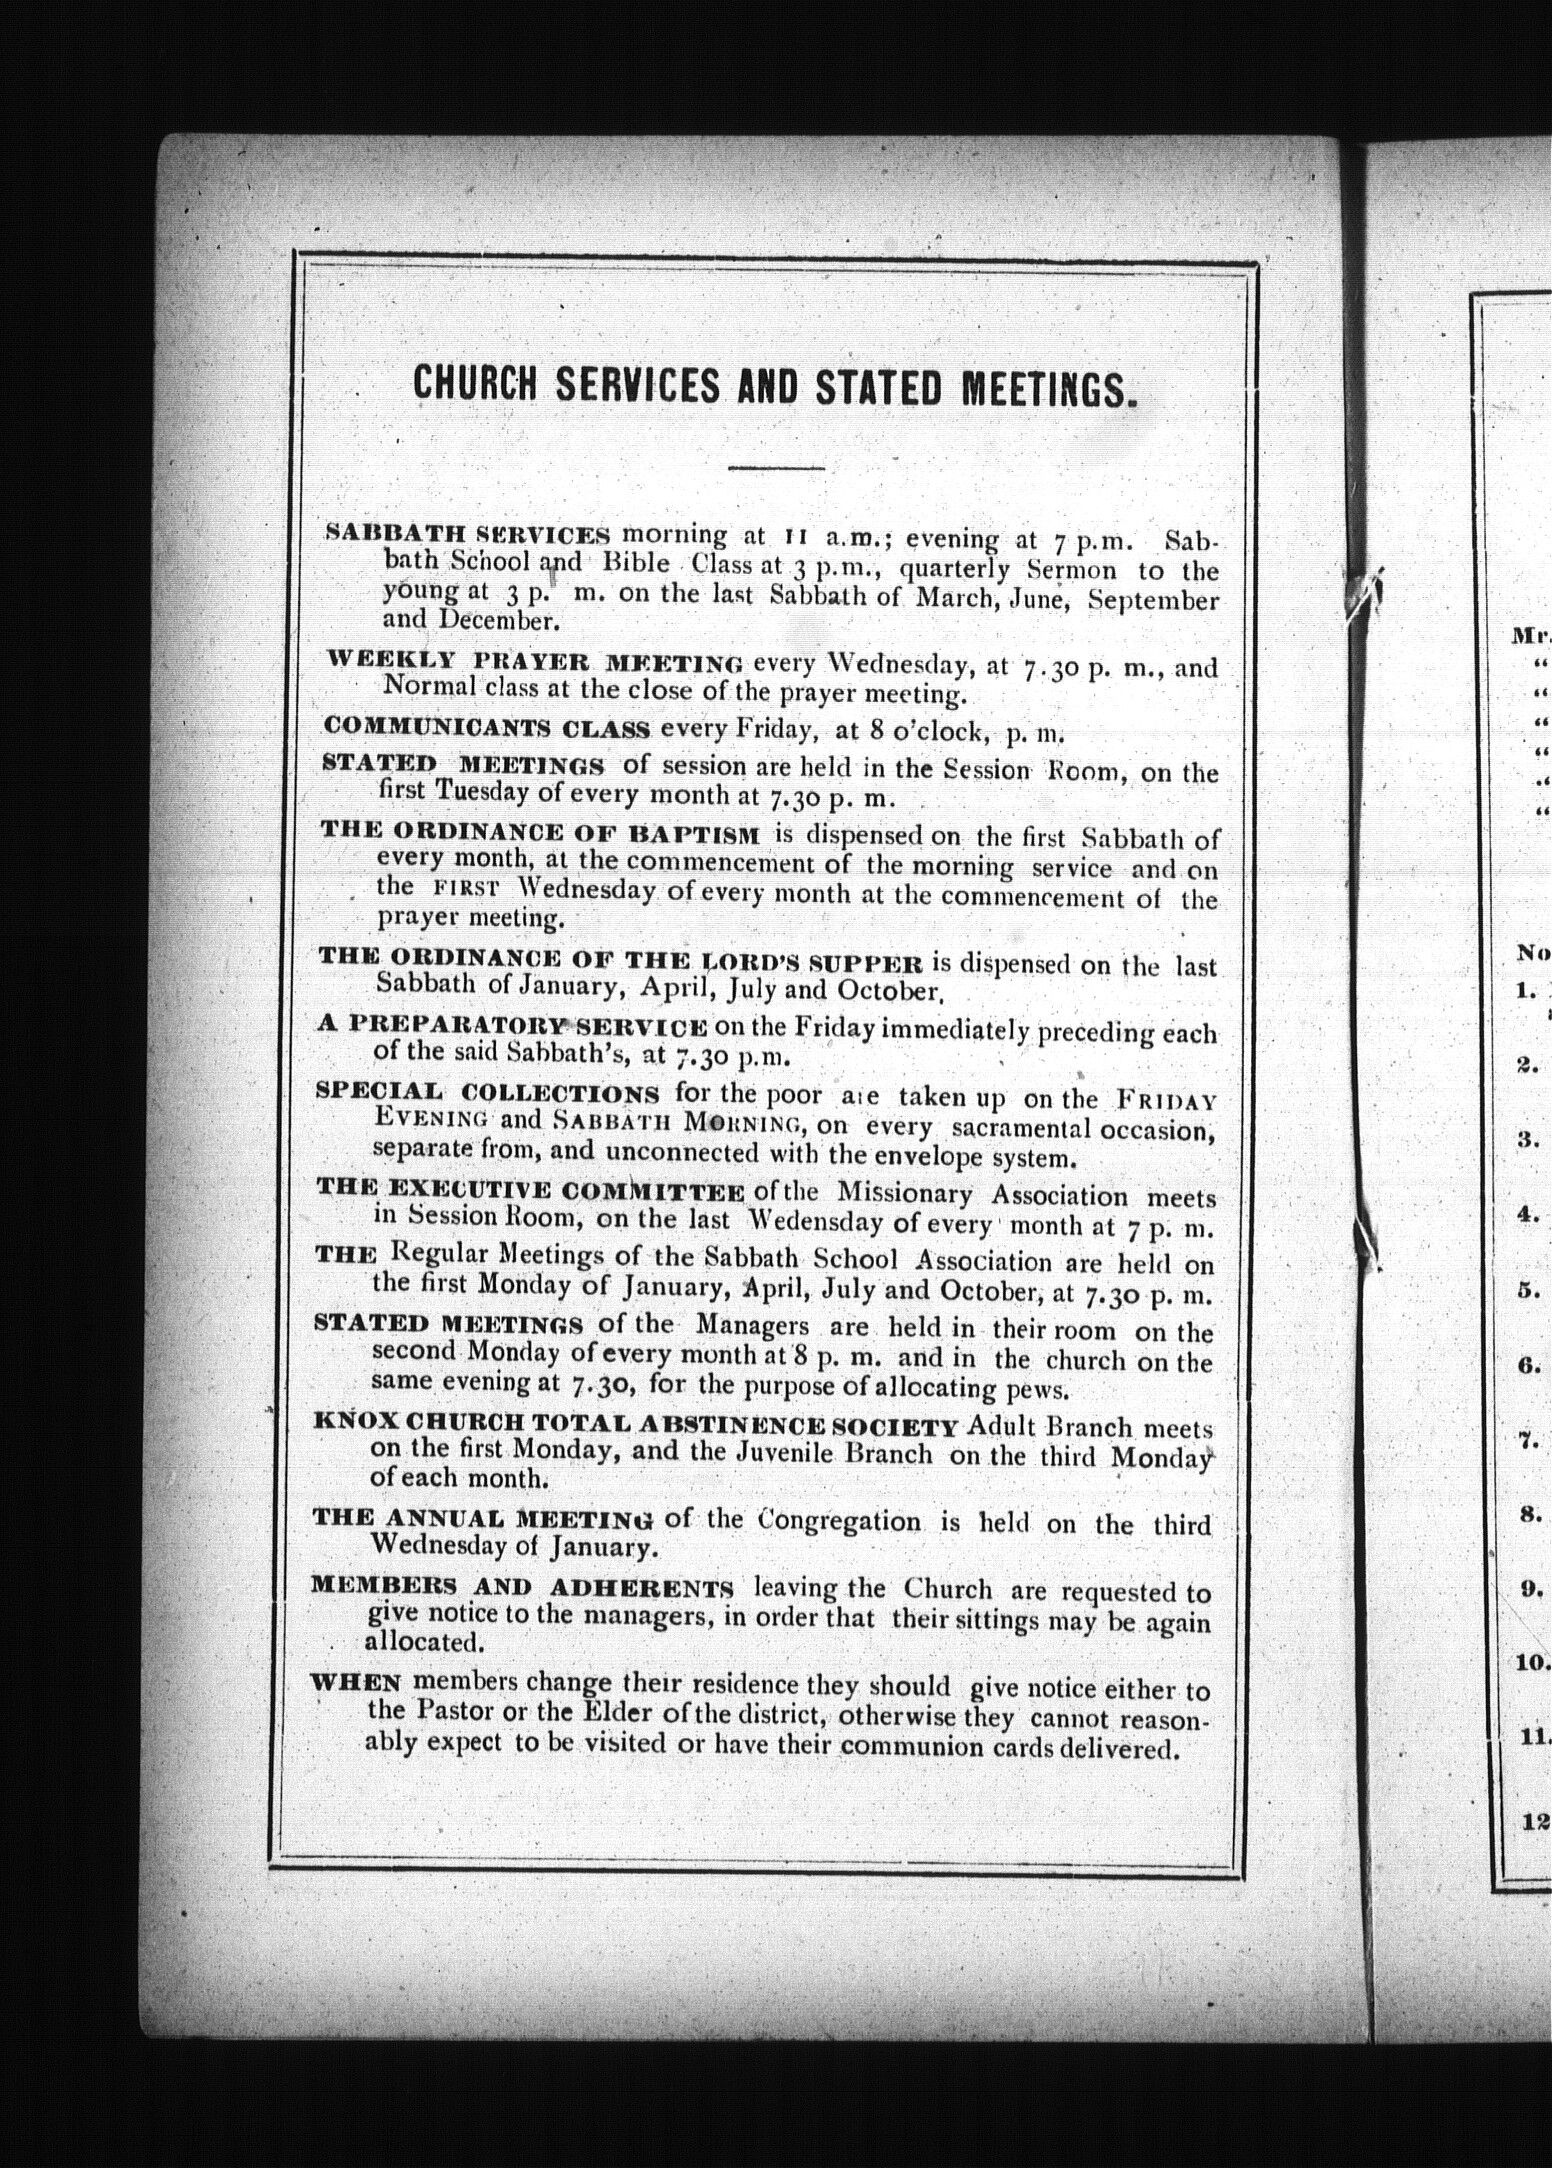 CHURCH SERVICES AND STATED MEETINGS.
SABBATH SERVICES morning at 11 a.m.; evening at 7 p.m. Sab-
bath School and Bible Class at 3 p.m., quarterly Sermon to the
young at 3 p. m. on the last Sabbath of March, June, September
and December.
WEEKLY PRAYER MEETING every Wednesday, at 7.30 p. m., and
Normal class at the close of the prayer meeting.
COMMUNICANTS CLASS every Friday, at 8 o'clock, p. m.
STATED MEETINGS of session are held in the Session Room, on the
first Tuesday of every month at 7.30 p. m.
THE ORDINANCE OF BAPTISM is dispensed on the first Sabbath of
every month, at the commencement of the morning service and on
the FIRST Wednesday of every month at the commencement of the
prayer meeting.
THE ORDINANCE OF THE LORD'S SUPPER is dispensed on the last
Sabbath of January, April, July and October.
A PREPARATORY SERVICE on the Friday immediately preceding each
of the said Sabbath's, at 7.30 p.m.
SPECIAL COLLECTIONS for the poor are taken up on the FRIDAY
EVENING and SABBATH MORNING, on every sacramental occasion,
separate from, and unconnected with the envelope system.
THE EXECUTIVE COMMITTEE of the Missionary Association meets
in Session Room, on the last Wedensday of every month at 7 p. m.
THE Regular Meetings of the Sabbath School Association are held on
the first Monday of January, April, July and October, at 7.30 p. m.
STATED MEETINGS of the Managers are held in their room on the
second Monday of every month at 8 p. m. and in the church on the
same evening at 7.30, for the purpose of allocating pews.
KNOX CHURCH TOTAL ABSTINENCE SOCIETY Adult Branch meets
on the first Monday, and the Juvenile Branch on the third Monday
of each month.
THE ANNUAL MEETING of the Congregation is held on the third
Wednesday of January.
MEMBERS AND ADHERENTS leaving the Church are requested to
give notice to the managers, in order that their sittings may be again
allocated.
WHEN members change their residence they should give notice either to
the Pastor or the Elder of the district, otherwise they cannot reason-
ably expect to be visited or have their communion cards delivered.
Mr.
"
"
"
"
"
"
No
1.
2.
3.
4.
5.
6.
7.
8.
9.
10.
11.
12